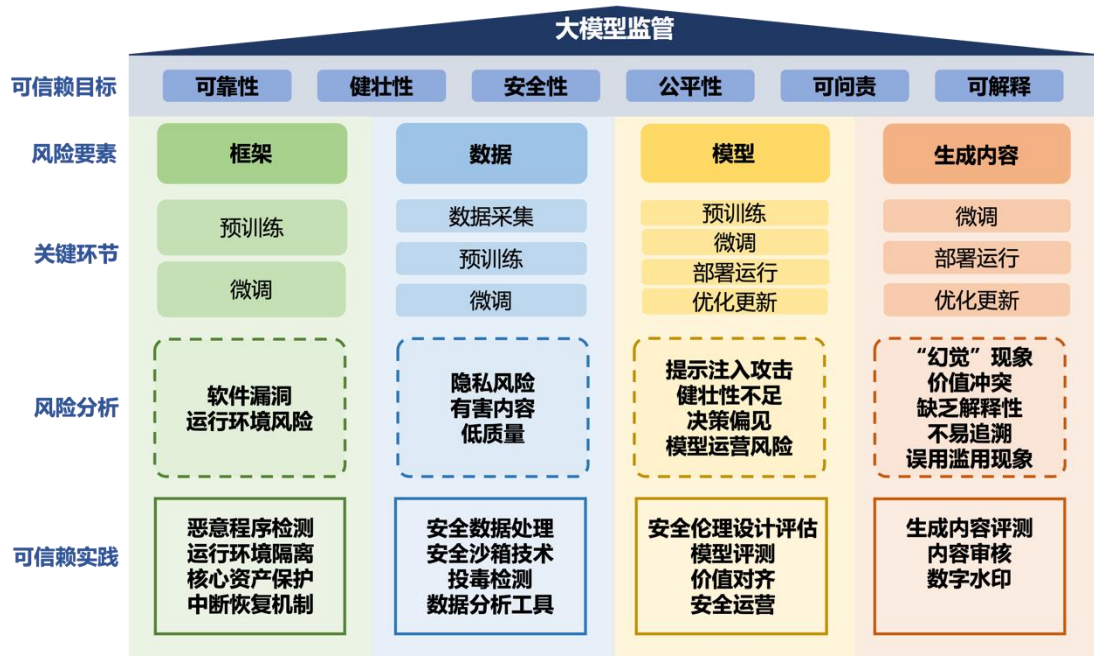 大模型监管
可信赖目标
可靠性
健壮性
安全性
公平性
可问责
可解释
风险要素
框架
数据
模型
生成内容
关键环节
预训练
微调
数据采集
预训练
微调
预训练
微调
部署运行
优化更新
微调
部署运行
优化更新
风险分析
软件漏洞
运行环境风险
隐私风险
有害内容
低质量
提示注入攻击
健壮性不足
决策偏见
模型运营风险
“幻觉”现象
价值冲突
缺乏解释性
不易追溯
误用滥用现象
可信赖实践
恶意程序检测
运行环境隔离
核心资产保护
中断恢复机制
安全数据处理
安全沙箱技术
投毒检测
数据分析工具
安全伦理设计评估
模型评测
价值对齐
安全运营
生成内容评测
内容审核
数字水印